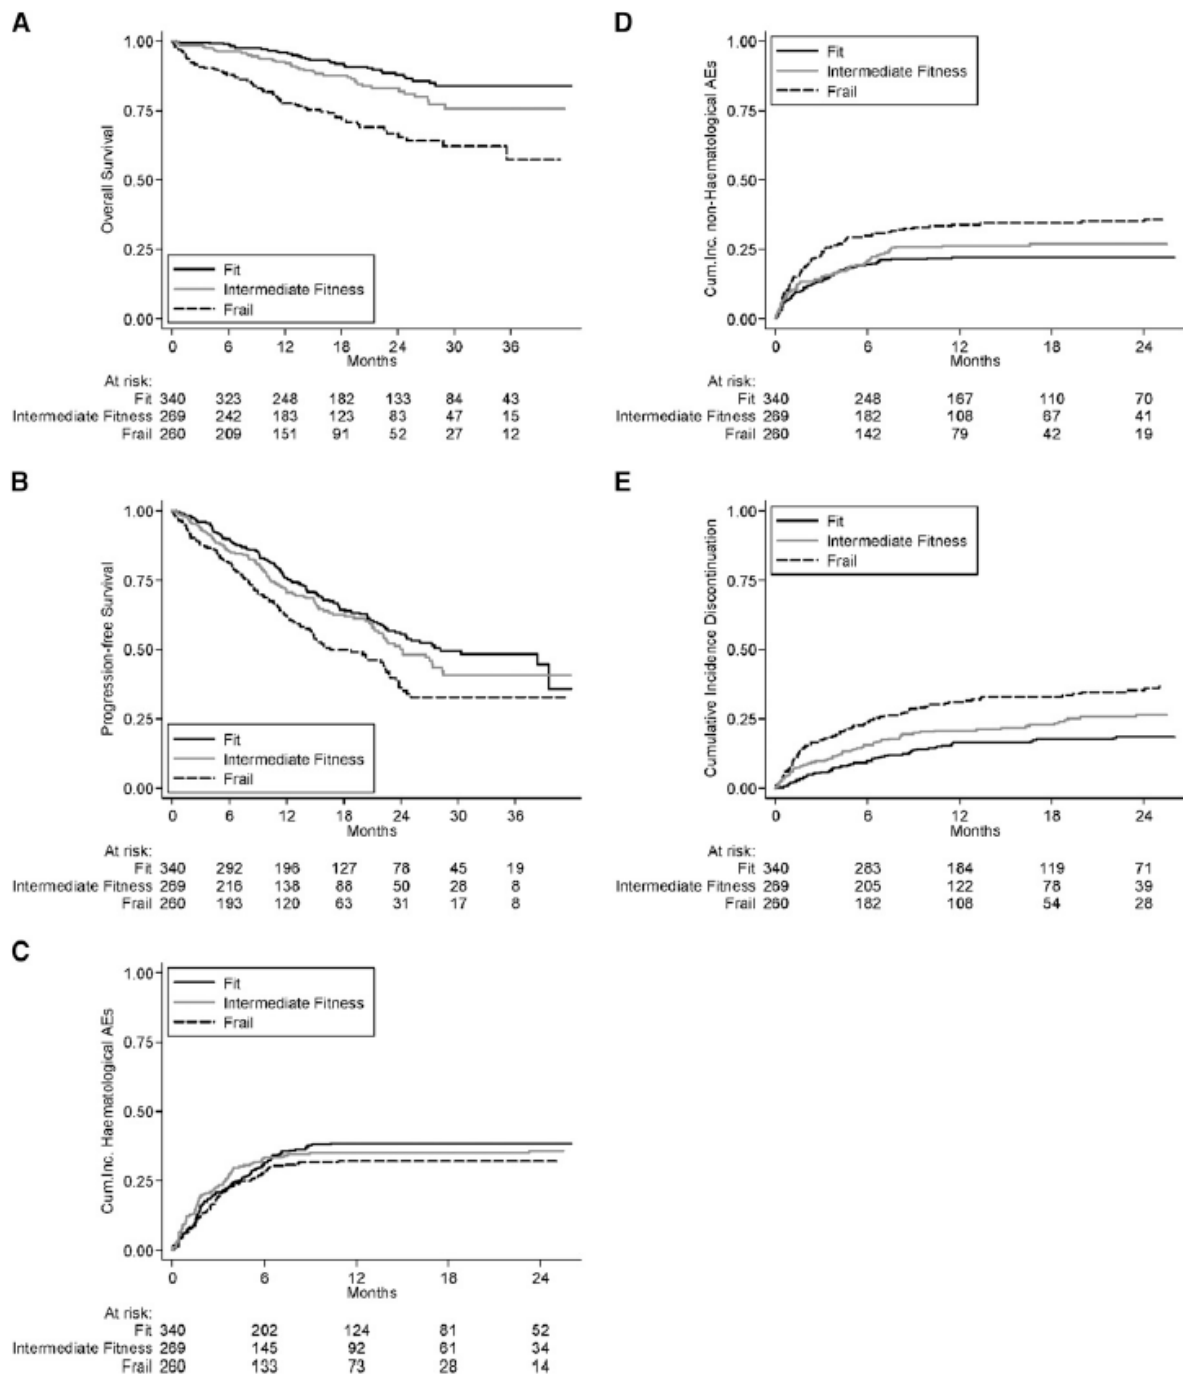 A
1.00
0.75
0.50
0.25
0.00
Overall Survival
Fit
Intermediate Fitness
Frail
0 6 12 18 24 30 36
Months
At risk:
Fit 340 323 248 182 133 84 43
Intermediate Fitness 269 242 183 123 83 47 15
Frail 260 209 151 91 52 27 12
B
1.00
0.75
0.50
0.25
0.00
Progression-free Survival
Fit
Intermediate Fitness
Frail
0 6 12 18 24 30 36
Months
At risk:
Fit 340 292 196 127 78 45 19
Intermediate Fitness 269 216 138 88 50 28 8
Frail 260 193 120 63 31 17 8
C
1.00
0.75
0.50
0.25
0.00
Cum.Inc. Haematological AEs
Fit
Intermediate Fitness
Frail
0 6 12 18 24
Months
At risk:
Fit 340 202 124 81 52
Intermediate Fitness 269 145 92 61 34
Frail 260 133 73 28 14
D
1.00
0.75
0.50
0.25
0.00
Cum.Inc. non-Haematological AEs
Fit
Intermediate Fitness
Frail
0 6 12 18 24
Months
At risk:
Fit 340 248 167 110 70
Intermediate Fitness 269 182 108 67 41
Frail 260 142 79 42 19
E
1.00
0.75
0.50
0.25
0.00
Cumulative Incidence Discontinuation
Fit
Intermediate Fitness
Frail
0 6 12 18 24
Months
At risk:
Fit 340 283 184 119 71
Intermediate Fitness 269 205 122 78 39
Frail 260 182 108 54 28